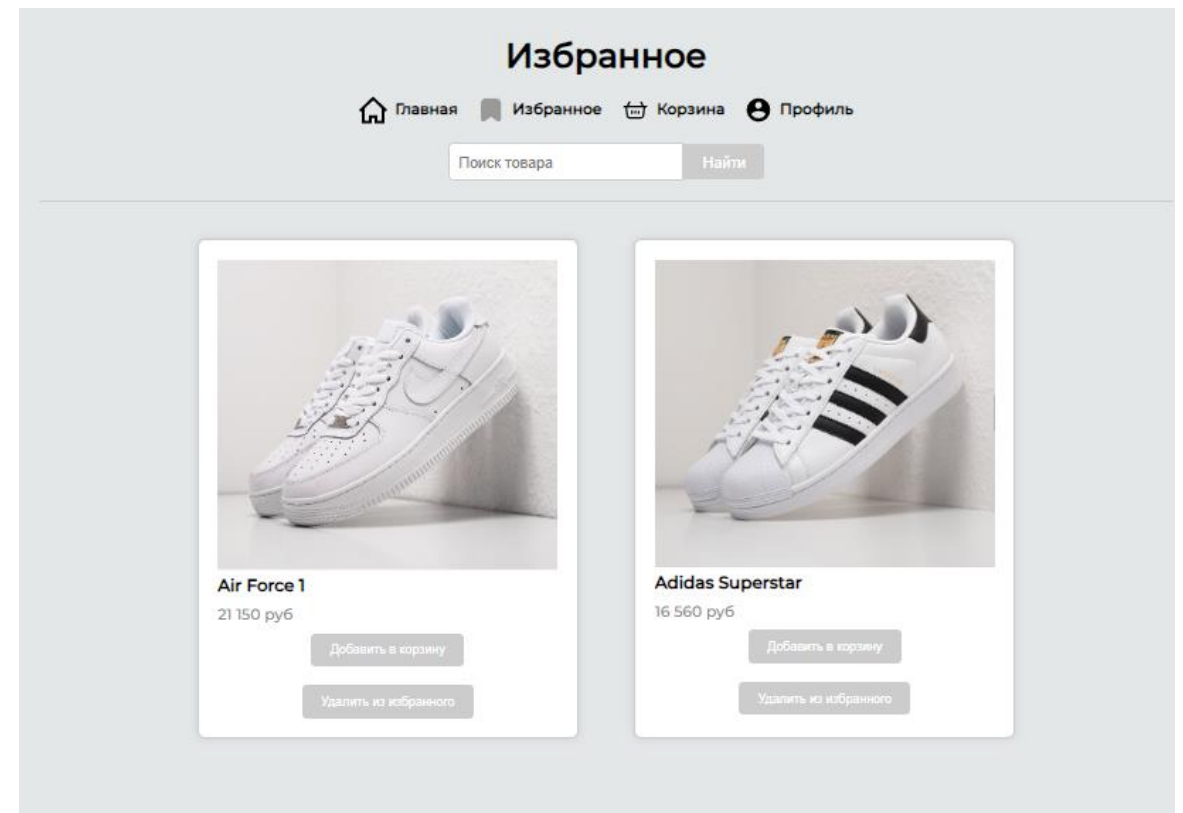 Избранное
Главная Избранное Корзина Профиль
Поиск товара Найти
Air Force 1
21 150 руб
Добавить в корзину
Удалить из избранного
Adidas Superstar
16 560 руб
Добавить в корзину
Удалить из избранного